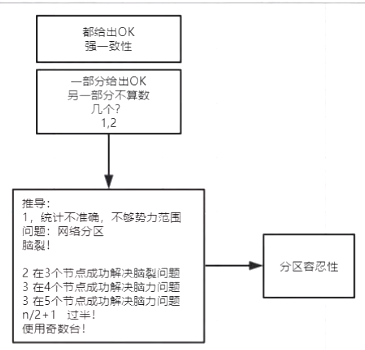 都给出OK
强一致性
一部分给出OK
另一部分不算数
几个?
1,2
推导：
1，统计不准确，不够势力范围
问题：网络分区
脑裂！
2 在3个节点成功解决脑裂问题
3 在4个节点成功解决脑力问题
3 在5个节点成功解决脑力问题
n/2+1 过半！
使用奇数台！
分区容忍性